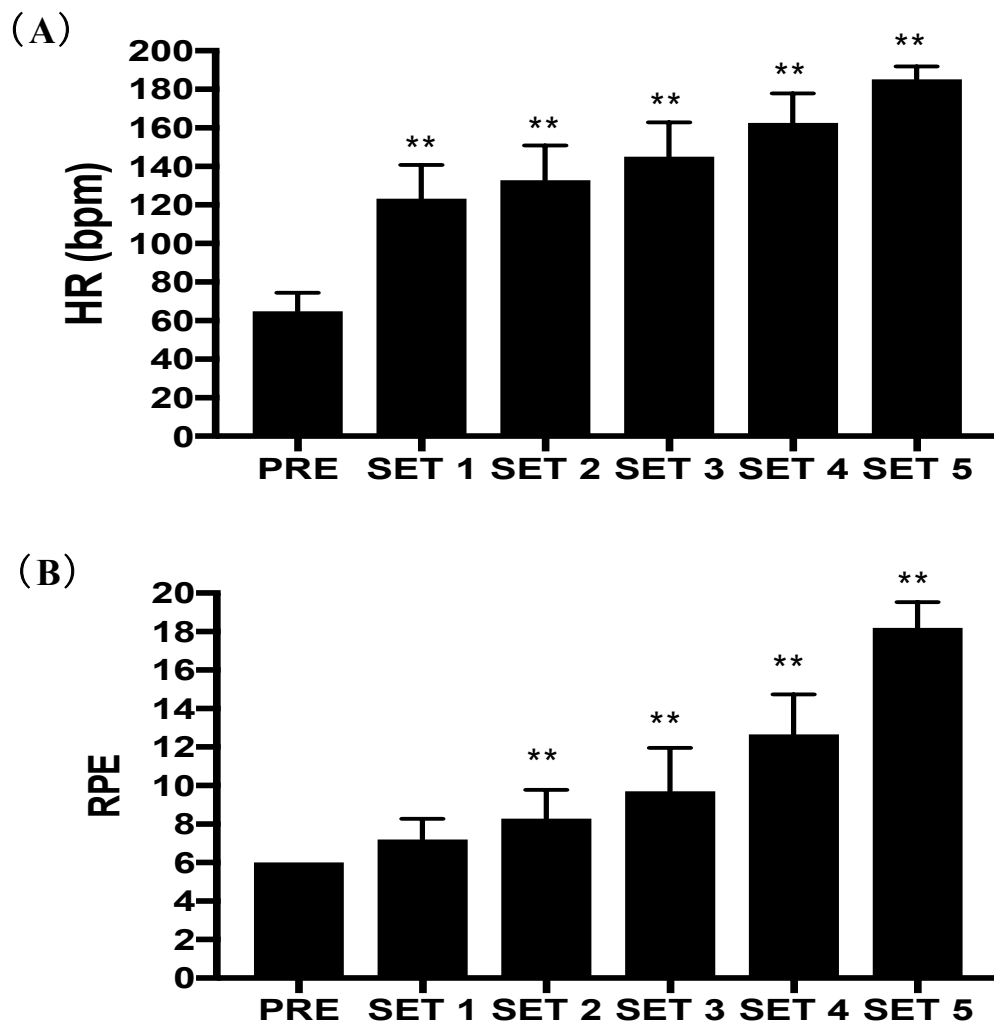 （A）
HR (bpm)
200
180
160
140
120
100
80
60
40
20
0
** ** ** ** **
PRE SET 1 SET 2 SET 3 SET 4 SET 5
（B）
RPE
20
18
16
14
12
10
8
6
4
2
0
** ** ** **
PRE SET 1 SET 2 SET 3 SET 4 SET 5